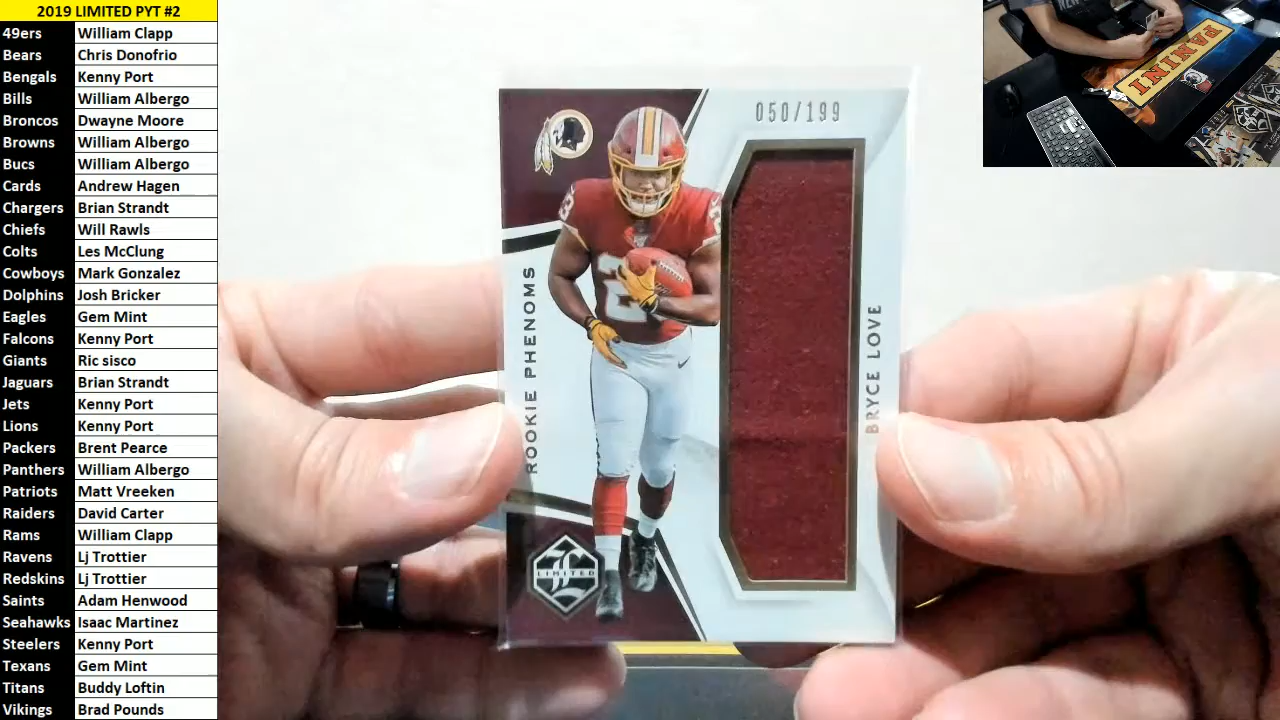 2019 LIMITED PYT #2
49ers William Clapp
Bears Chris Donofrio
Bengals Kenny Port
Bills William Albergo
Broncos Dwayne Moore
Browns William Albergo
Bucs William Albergo
Cards Andrew Hagen
Chargers Brian Strandt
Chiefs Will Rawls
Colts Les McClung
Cowboys Mark Gonzalez
Dolphins Josh Bricker
Eagles Gem Mint
Falcons Kenny Port
Giants Ric sisco
Jaguars Brian Strandt
Jets Kenny Port
Lions Kenny Port
Packers Brent Pearce
Panthers William Albergo
Patriots Matt Vreeken
Raiders David Carter
Rams William Clapp
Ravens Lj Trottier
Redskins Lj Trottier
Saints Adam Henwood
Seahawks Isaac Martinez
Steelers Kenny Port
Texans Gem Mint
Titans Buddy Loftin
Vikings Brad Pounds
050/199
ROOKIE PHENOMS
BRYCE LOVE
LIMITED
PANINI